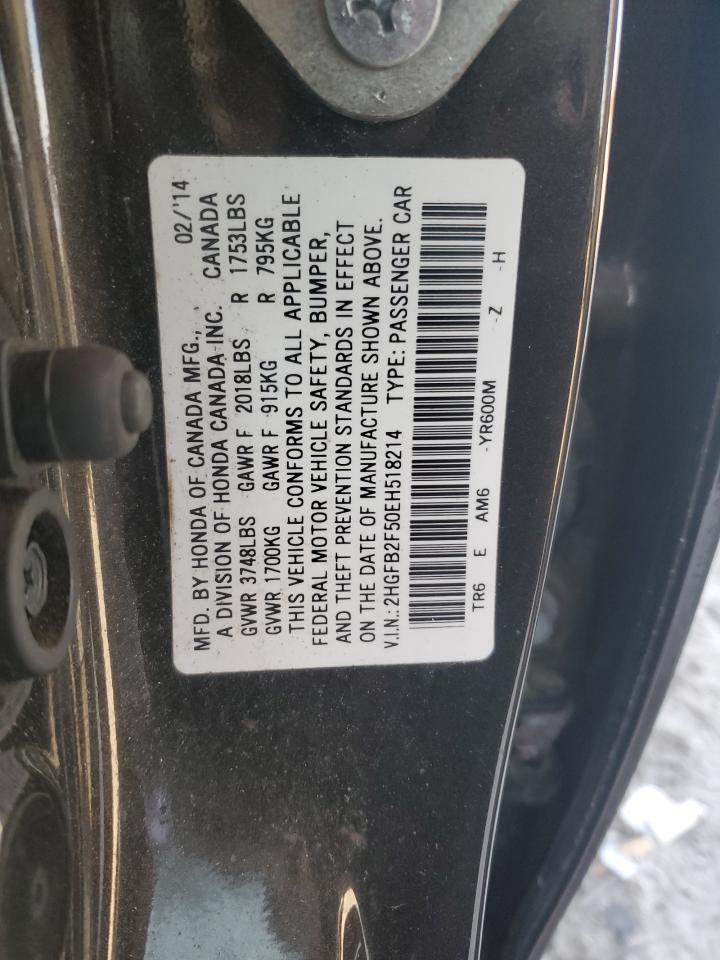 MFD. BY HONDA OF CANADA MFG., 02/'14
A DIVISION OF HONDA CANADA INC. CANADA
GVWR 3748LBS GAWR F 2018LBS R 1753LBS
GVWR 1700KG GAWR F 915KG R 795KG
THIS VEHICLE CONFORMS TO ALL APPLICABLE
FEDERAL MOTOR VEHICLE SAFETY, BUMPER,
AND THEFT PREVENTION STANDARDS IN EFFECT
ON THE DATE OF MANUFACTURE SHOWN ABOVE.
V.I.N.: 2HGFB2F50EH518214 TYPE: PASSENGER CAR
TR6 E AM6 -YR600M -Z -H